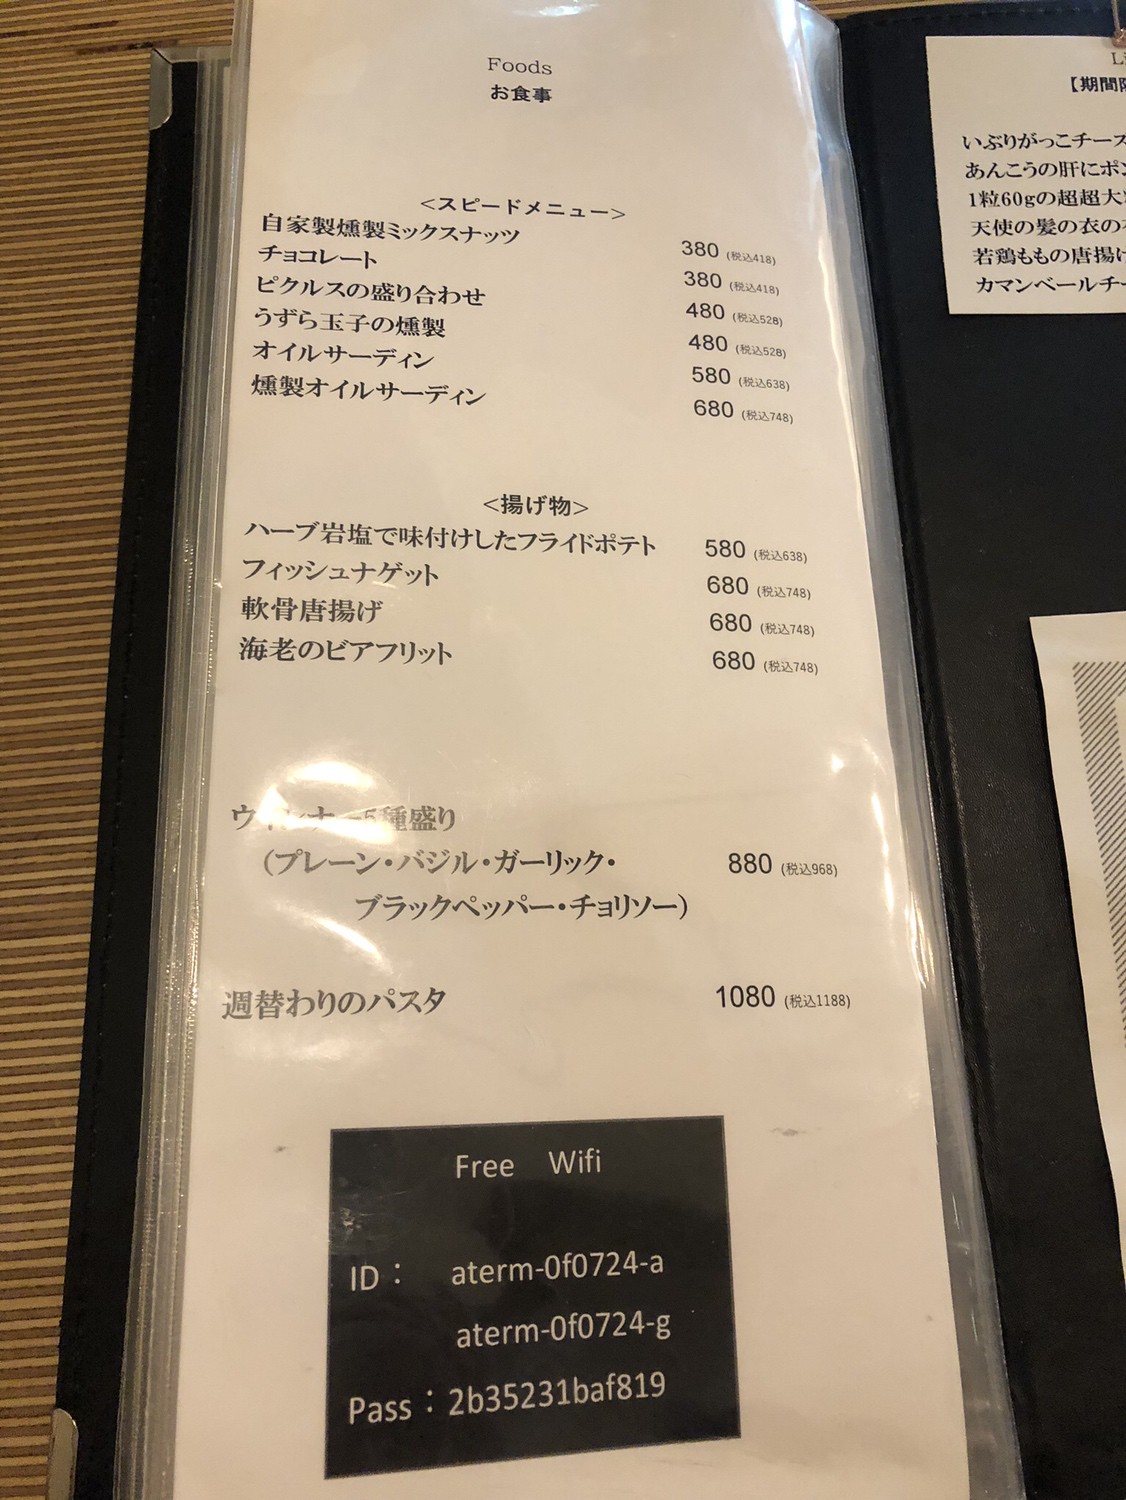 Foods
お食事
<スピードメニュー>
自家製燻製ミックスナッツ 380 (税込418)
チョコレート 380 (税込418)
ピクルスの盛り合わせ 480 (税込528)
うずら玉子の燻製 480 (税込528)
オイルサーディン 580 (税込638)
燻製オイルサーディン 680 (税込748)
<揚げ物>
ハーブ岩塩で味付けしたフライドポテト 580 (税込638)
フィッシュナゲット 680 (税込748)
軟骨唐揚げ 680 (税込748)
海老のビアフリット 680 (税込748)
ウィンナー5種盛り
(プレーン・バジル・ガーリック・ 880 (税込968)
ブラックペッパー・チョリソー)
週替わりのパスタ 1080 (税込1188)
Free Wifi
ID： aterm-0f0724-a
aterm-0f0724-g
Pass：2b35231baf819
【期間
いぶりがっこチーズ
あんこうの肝にポン
1粒60gの超超大
天使の髪の衣の
若鶏ももの唐揚げ
カマンベールチー